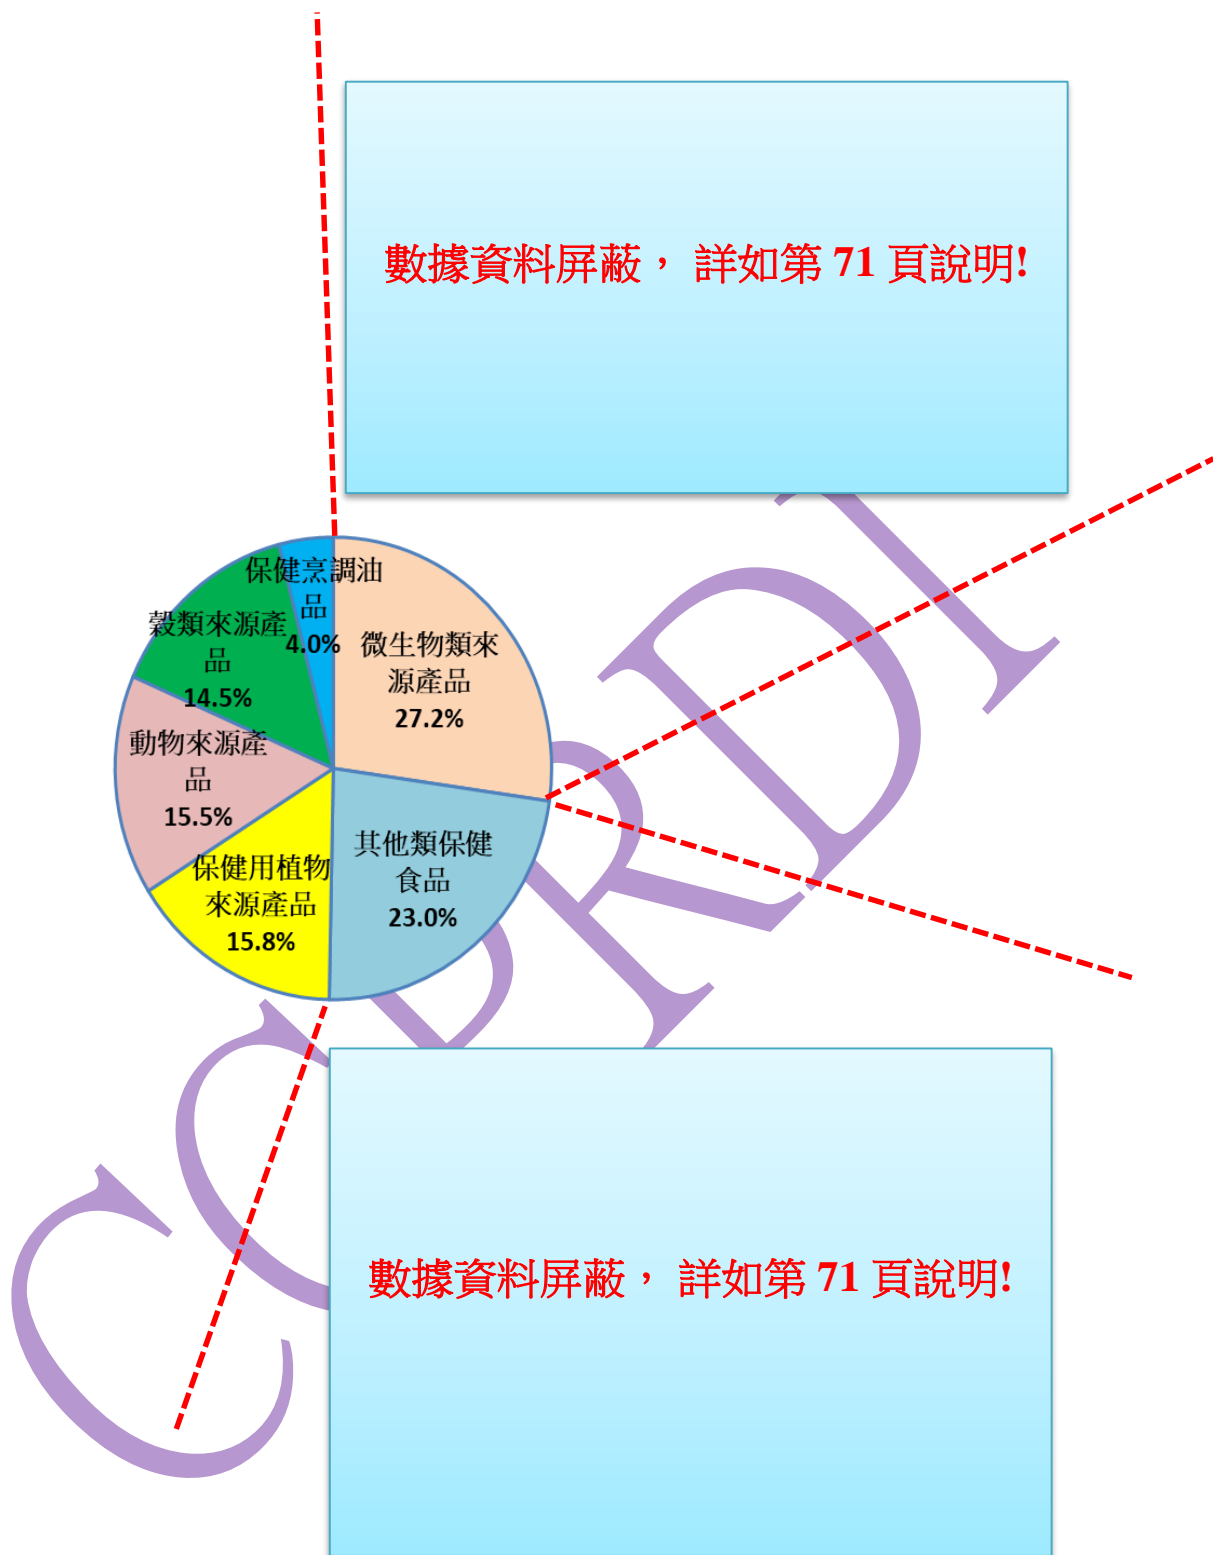 數據資料屏蔽， 詳如第 71 頁說明!
保健烹調油
品
4.0%
穀類來源產
品
14.5%
微生物類來
源產品
27.2%
動物來源產
品
15.5%
其他類保健
食品
23.0%
保健用植物
來源產品
15.8%
CCPRDI
數據資料屏蔽， 詳如第 71 頁說明!